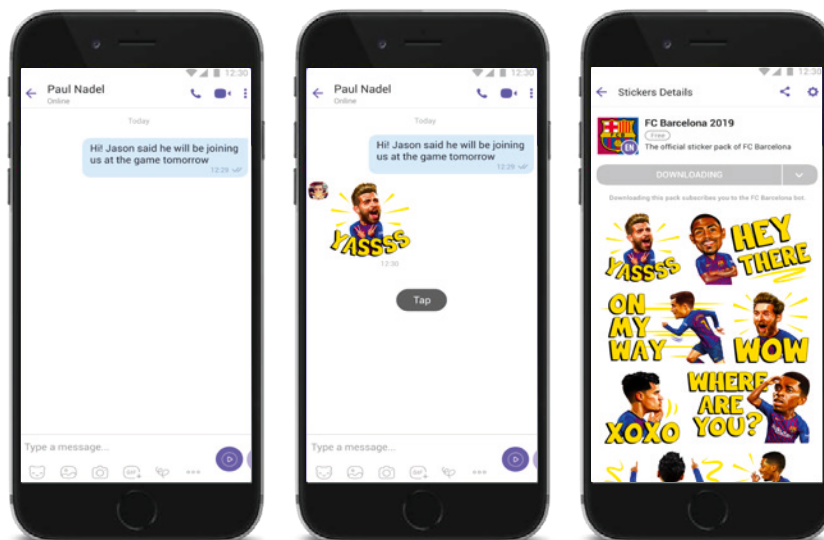 12:30
Paul Nadel
Online
Today
Hi! Jason said he will be joining
us at the game tomorrow
12:29
Type a message...
GIF
12:30
Paul Nadel
Online
Today
Hi! Jason said he will be joining
us at the game tomorrow
12:29
YASSSS
12:30
Tap
Type a message...
GIF
12:30
Stickers Details
FC Barcelona 2019
Free
EN
The official sticker pack of FC Barcelona
DOWNLOADING
Downloading this pack subscribes you to the FC Barcelona bot.
YASSSS
HEY
THERE
ON
MY
WAY
WOW
XOXO
WHERE
ARE
YOU?